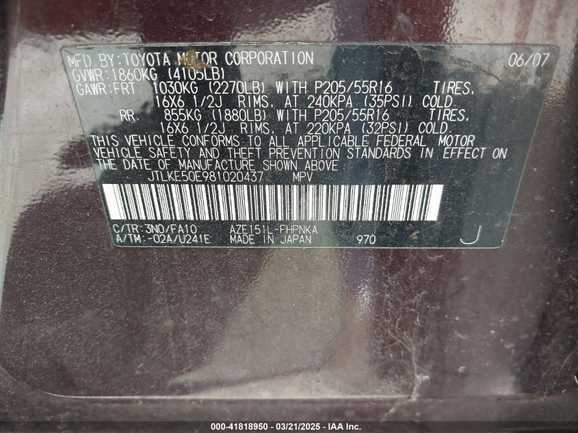 MFD.BY:TOYOTA MOTOR CORPORATION 06/07
GVWR:1860KG (4105LB)
GAWR:FRT 1030KG (2270LB) WITH P205/55R16 TIRES,
16X6 1/2J RIMS, AT 240KPA (35PSI) COLD
RR. 855KG (1880LB) WITH P205/55R16 TIRES,
16X6 1/2J RIMS, AT 220KPA (32PSI) COLD
THIS VEHICLE CONFORMS TO ALL APPLICABLE FEDERAL MOTOR
VEHICLE SAFETY AND THEFT PREVENTION STANDARDS IN EFFECT
ON THE DATE OF MANUFACTURE SHOWN ABOVE.
JTLKE50E981020437 MPV
C/TR:3N0/FA10 AZE151L-FHPNKA
A/TM:-02A/U241E MADE IN JAPAN 970 J
000-41818950 — 03/21/2025 — IAA Inc.